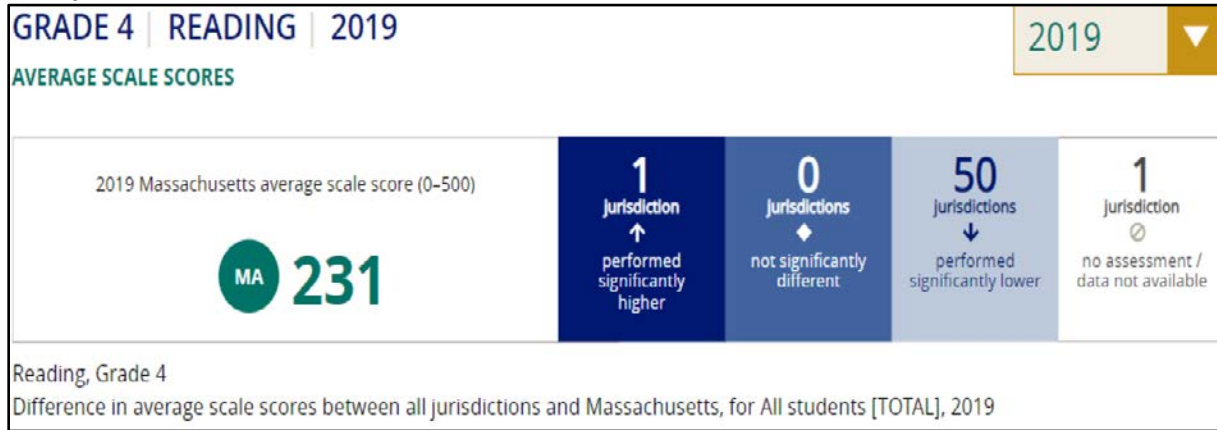 GRADE 4 | READING | 2019
2019
AVERAGE SCALE SCORES
2019 Massachusetts average scale score (0–500)
MA 231
1
jurisdiction
performed
significantly
higher
0
jurisdictions
not significantly
different
50
jurisdictions
performed
significantly lower
1
jurisdiction
no assessment /
data not available
Reading, Grade 4
Difference in average scale scores between all jurisdictions and Massachusetts, for All students [TOTAL], 2019